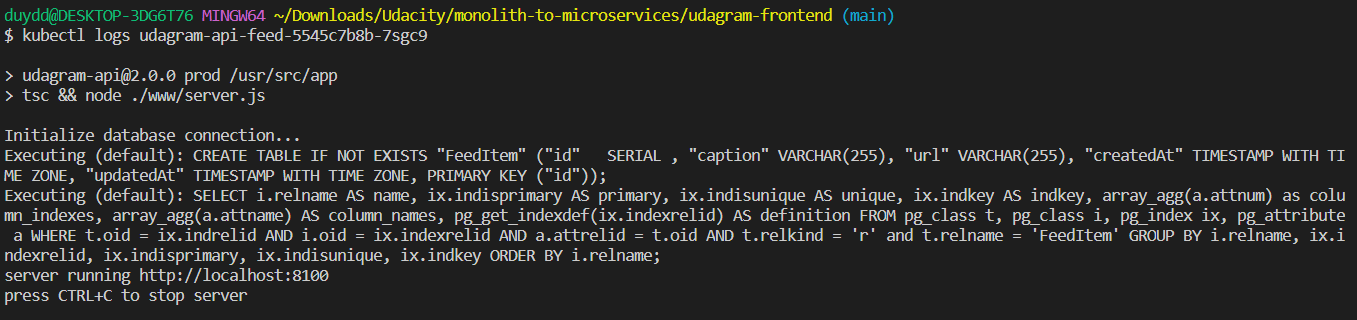 duydd@DESKTOP-3DG6T76 MINGW64 ~/Downloads/Udacity/monolith-to-microservices/udagram-frontend (main)
$ kubectl logs udagram-api-feed-5545c7b8b-7sgc9
> udagram-api@2.0.0 prod /usr/src/app
> tsc && node ./www/server.js
Initialize database connection...
Executing (default): CREATE TABLE IF NOT EXISTS "FeedItem" ("id"   SERIAL , "caption" VARCHAR(255), "url" VARCHAR(255), "createdAt" TIMESTAMP WITH TI
ME ZONE, "updatedAt" TIMESTAMP WITH TIME ZONE, PRIMARY KEY ("id"));
Executing (default): SELECT i.relname AS name, ix.indisprimary AS primary, ix.indisunique AS unique, ix.indkey AS indkey, array_agg(a.attnum) as colu
mn_indexes, array_agg(a.attname) AS column_names, pg_get_indexdef(ix.indexrelid) AS definition FROM pg_class t, pg_class i, pg_index ix, pg_attribute
 a WHERE t.oid = ix.indrelid AND i.oid = ix.indexrelid AND a.attrelid = t.oid AND t.relkind = 'r' and t.relname = 'FeedItem' GROUP BY i.relname, ix.i
ndexrelid, ix.indisprimary, ix.indisunique, ix.indkey ORDER BY i.relname;
server running http://localhost:8100
press CTRL+C to stop server